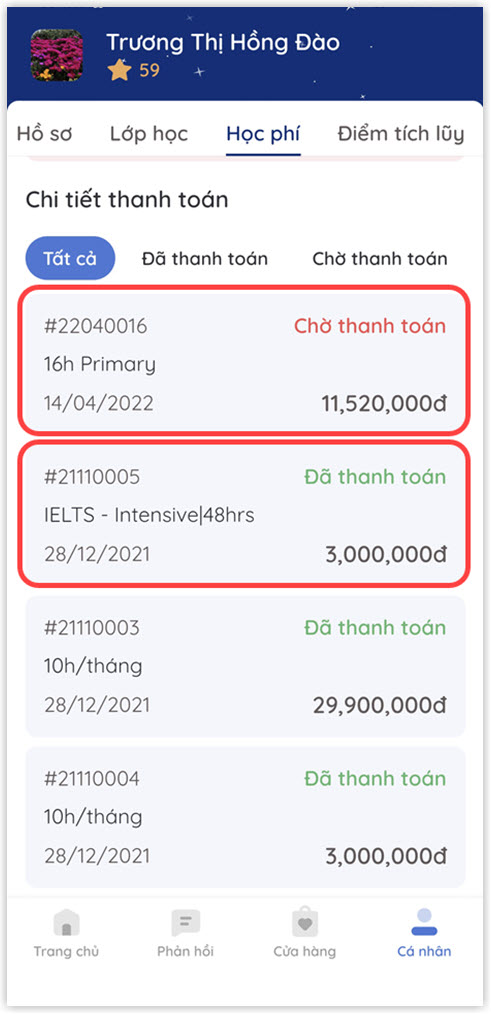 Trương Thị Hồng Đào
59
Hồ sơ Lớp học Học phí Điểm tích lũy
Chi tiết thanh toán
Tất cả Đã thanh toán Chờ thanh toán
#22040016 Chờ thanh toán
16h Primary
14/04/2022 11,520,000đ
#21110005 Đã thanh toán
IELTS - Intensive|48hrs
28/12/2021 3,000,000đ
#21110003 Đã thanh toán
10h/tháng
28/12/2021 29,900,000đ
#21110004 Đã thanh toán
10h/tháng
28/12/2021 3,000,000đ
Trang chủ Phản hồi Cửa hàng Cá nhân